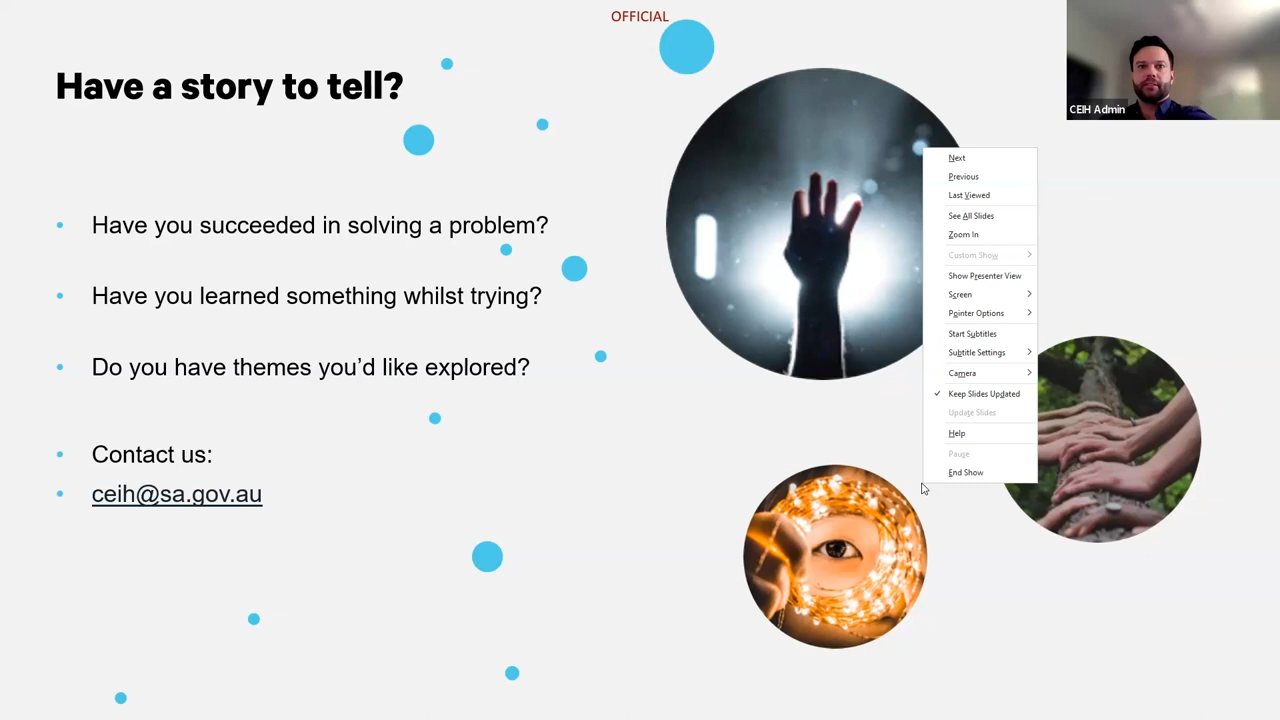 OFFICIAL
Have a story to tell?
CEIH Admin
• Have you succeeded in solving a problem?
• Have you learned something whilst trying?
• Do you have themes you’d like explored?
• Contact us:
• ceih@sa.gov.au
Next
Previous
Last Viewed
See All Slides
Zoom In
Custom Show
Show Presenter View
Screen
Pointer Options
Start Subtitles
Subtitle Settings
Camera
Keep Slides Updated
Update Slides
Help
Pause
End Show